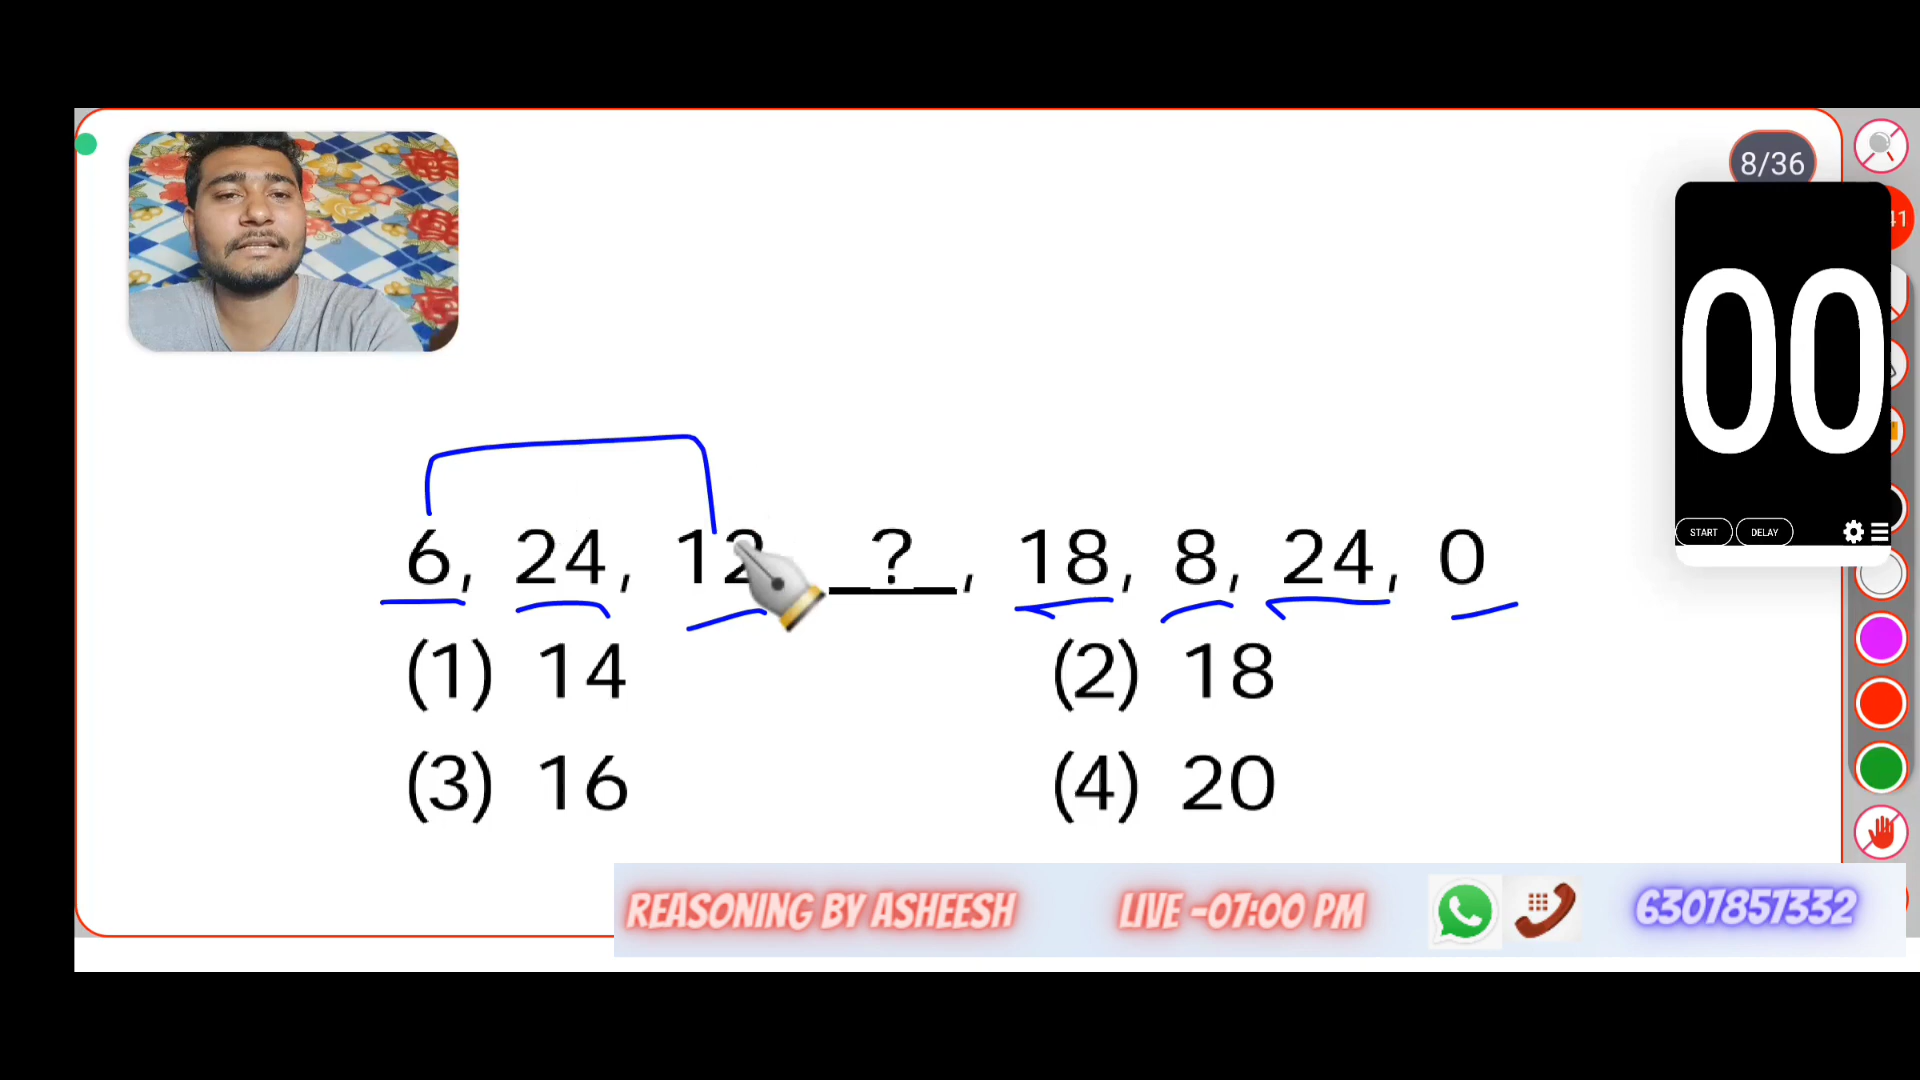 8/36
41
00
START DELAY
6, 24, 12 _?_, 18, 8, 24, 0
(1) 14 (2) 18
(3) 16 (4) 20
REASONING BY ASHEESH LIVE -07:00 PM 6307857332